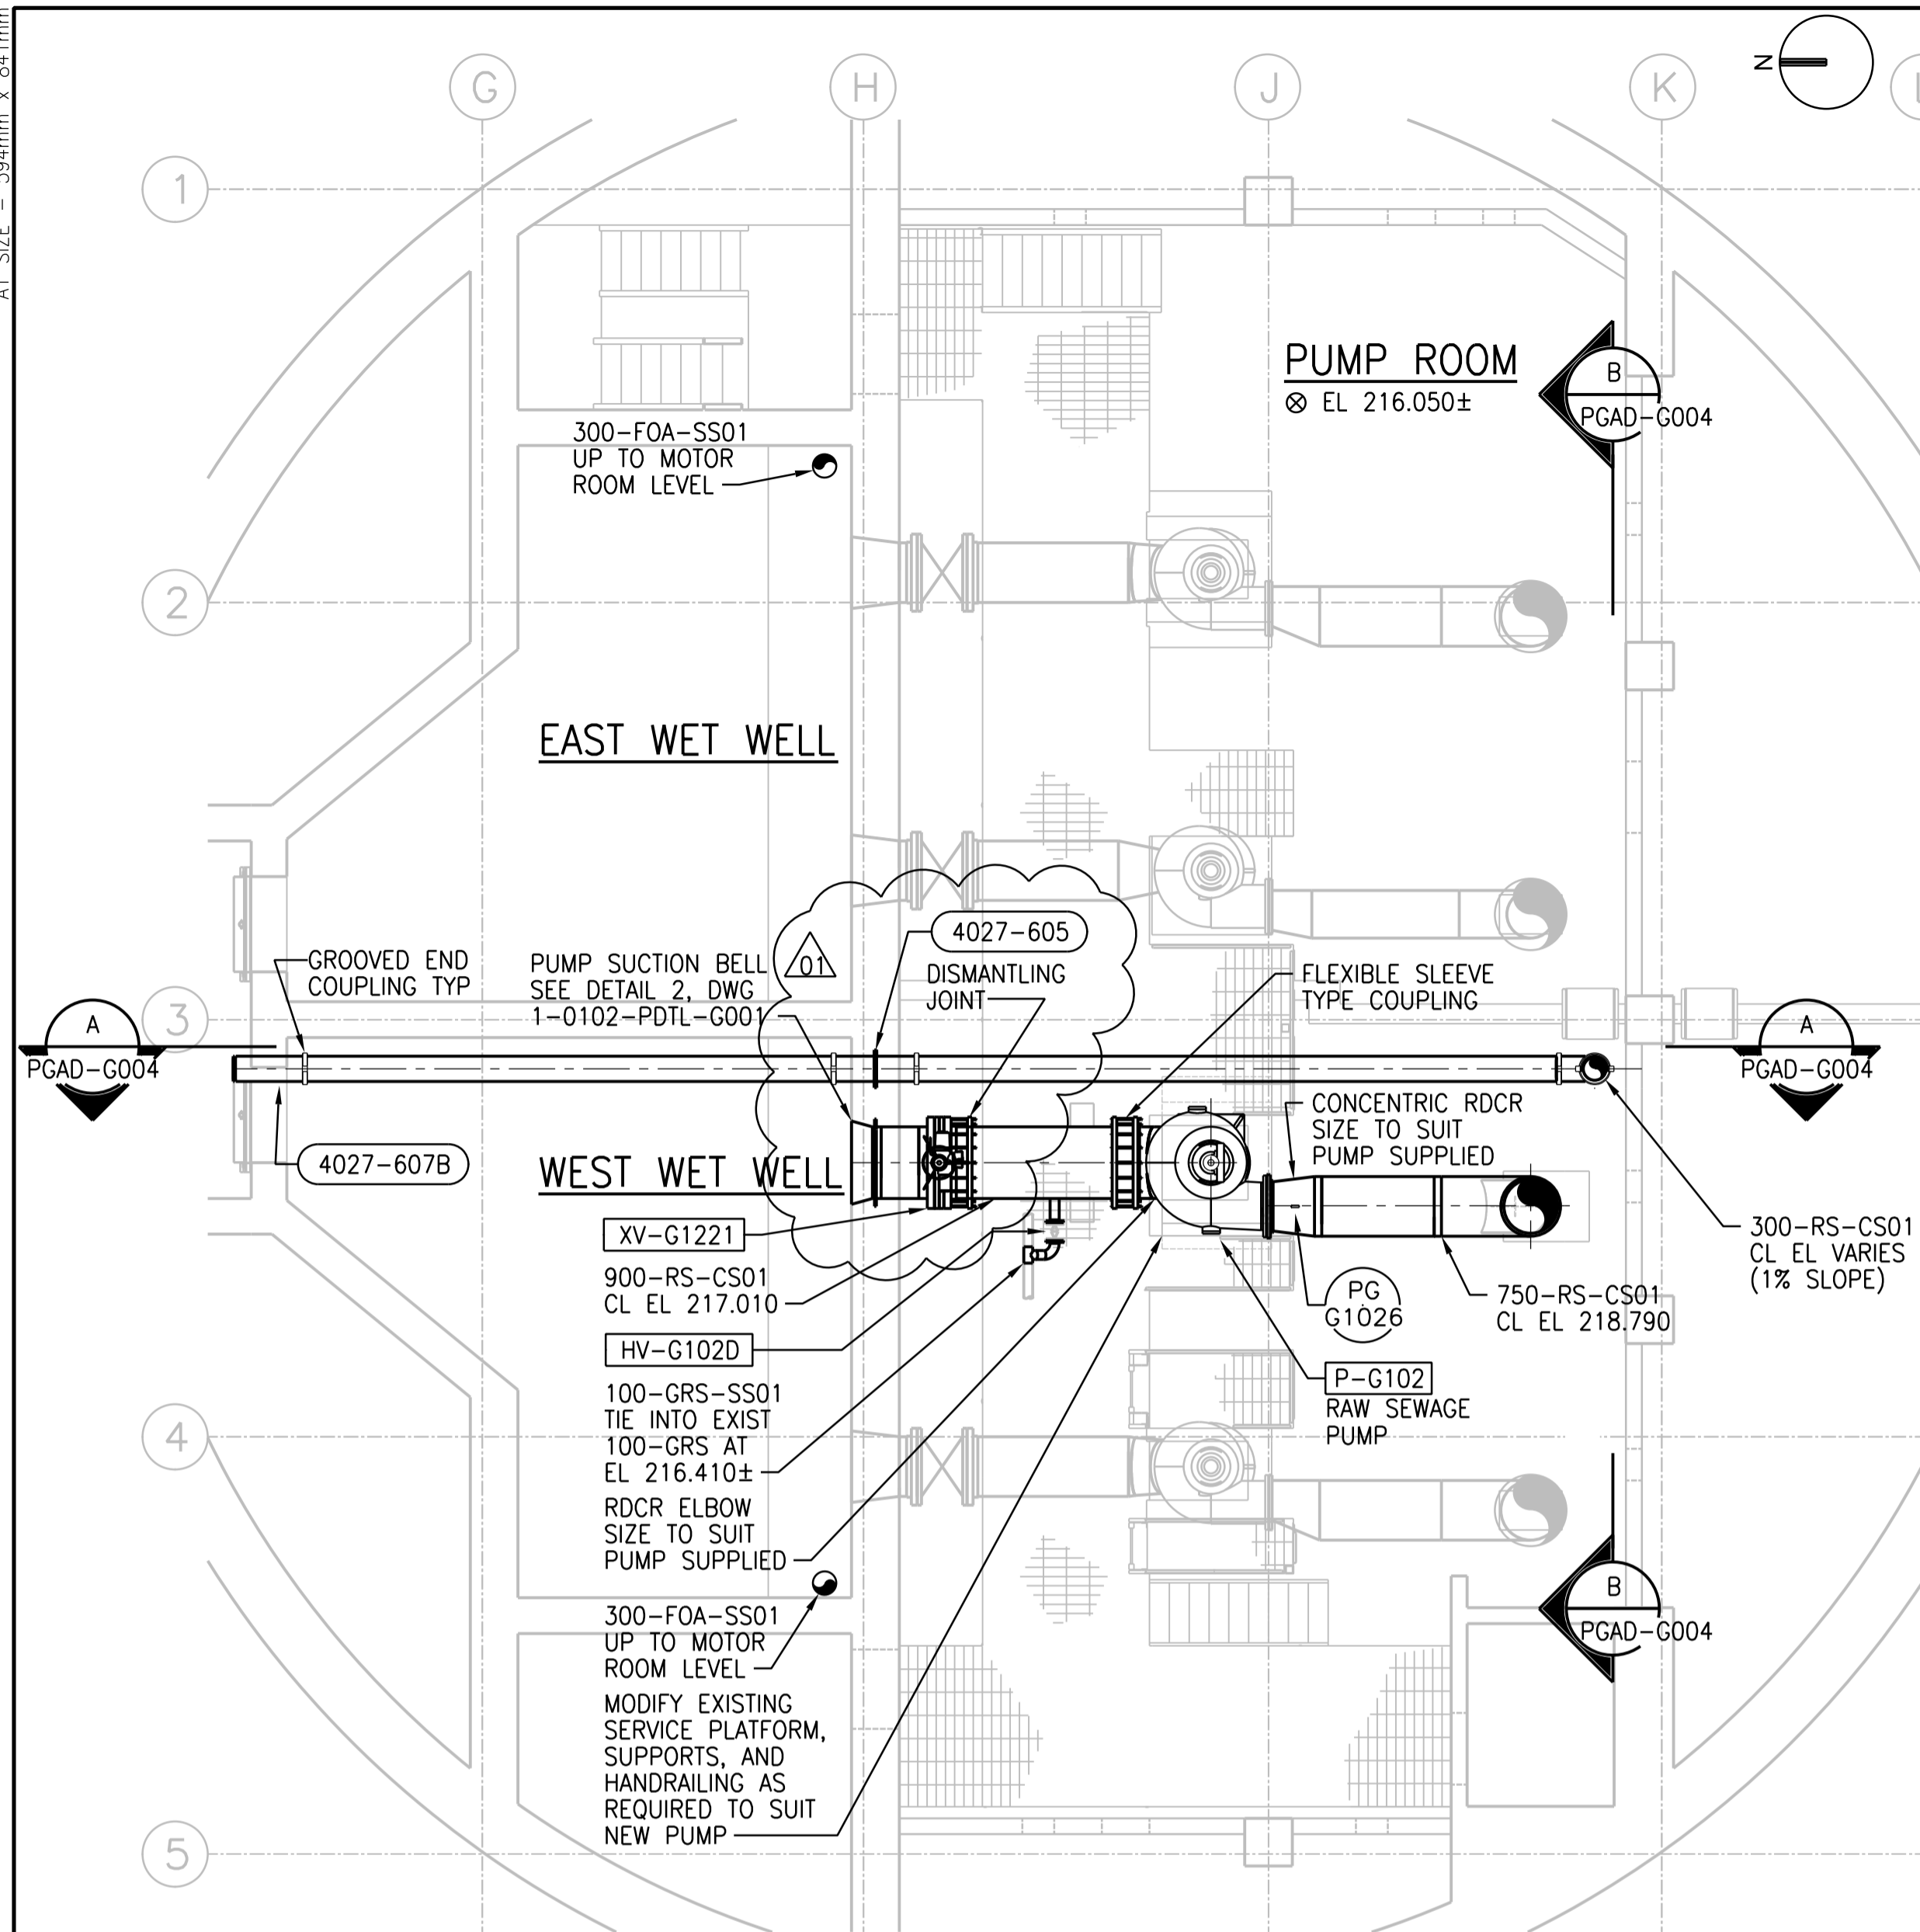 A1 SIZE - 594mm x 841mm
N
G
H
J
K
1
2
3
4
5
PUMP ROOM
EL 216.050±
B
PGAD-G004
300-FOA-SS01
UP TO MOTOR
ROOM LEVEL
EAST WET WELL
4027-605
01
GROOVED END
COUPLING TYP
PUMP SUCTION BELL
SEE DETAIL 2, DWG
1-0102-PDTL-G001
DISMANTLING
JOINT
FLEXIBLE SLEEVE
TYPE COUPLING
A
PGAD-G004
A
PGAD-G004
4027-607B
WEST WET WELL
CONCENTRIC RDCR
SIZE TO SUIT
PUMP SUPPLIED
XV-G1221
900-RS-CS01
CL EL 217.010
HV-G102D
100-GRS-SS01
TIE INTO EXIST
100-GRS AT
EL 216.410±
RDCR ELBOW
SIZE TO SUIT
PUMP SUPPLIED
300-FOA-SS01
UP TO MOTOR
ROOM LEVEL
MODIFY EXISTING
SERVICE PLATFORM,
SUPPORTS, AND
HANDRAILING AS
REQUIRED TO SUIT
NEW PUMP
PG
G1026
750-RS-CS01
CL EL 218.790
300-RS-CS01
CL EL VARIES
(1% SLOPE)
P-G102
RAW SEWAGE
PUMP
B
PGAD-G004